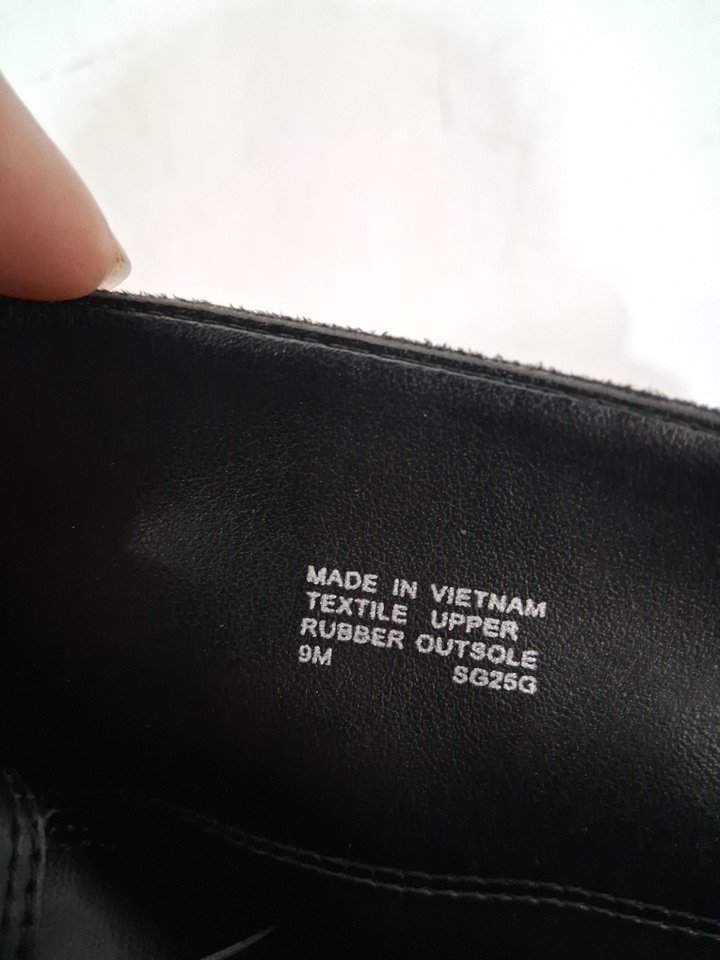 MADE IN VIETNAM
TEXTILE UPPER
RUBBER OUTSOLE
9M SG25G